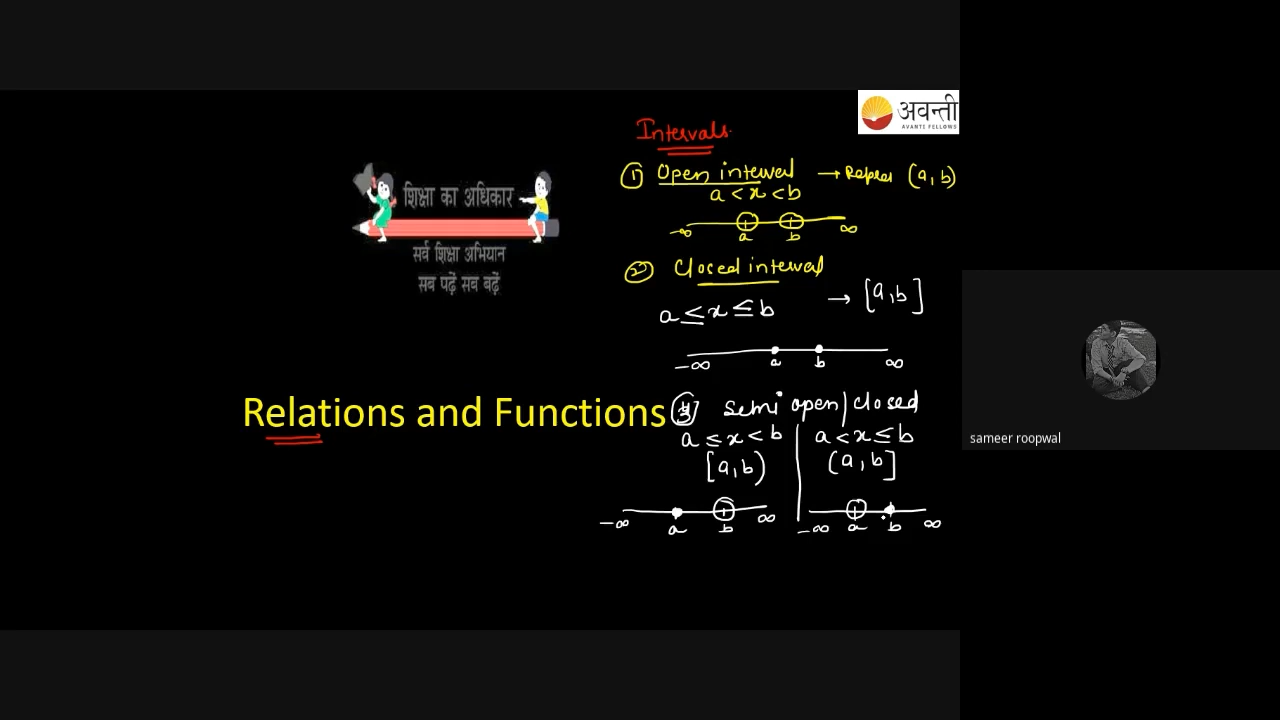 अवन्ती
AVANTI FELLOWS
Intervals.
शिक्षा का अधिकार
सर्व शिक्षा अभियान
सब पढ़ें सब बढ़ें
① Open interval → Repres (a, b)
a < x < b
-∞ a b ∞
② Closed interval
a ≤ x ≤ b → [a, b]
-∞ a b ∞
Relations and Functions
Semi open/closed
a ≤ x < b | a < x ≤ b
[a, b) (a, b]
-∞ a b ∞ -∞ a b ∞
sameer roopwal